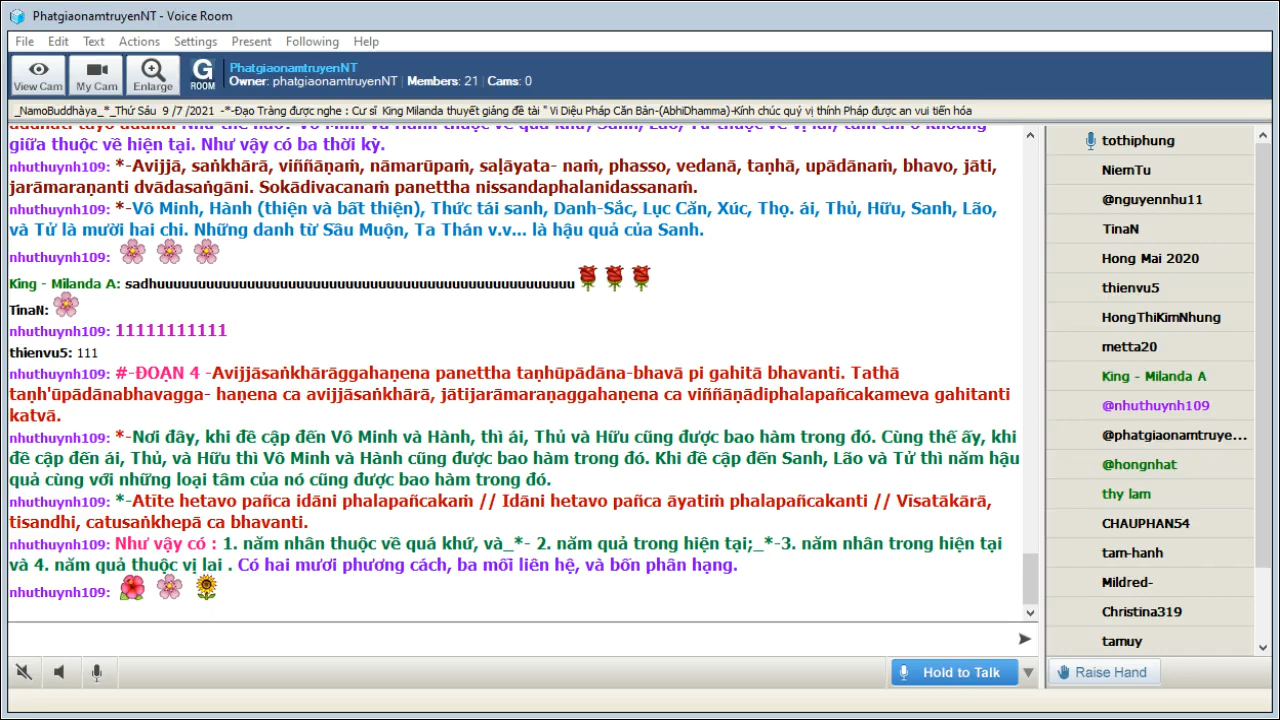 PhatgiaonamtruyenNT - Voice Room
File Edit Text Actions Settings Present Following Help
View Cam My Cam Enlarge G ROOM
PhatgiaonamtruyenNT
Owner: phatgiaonamtruyenNT | Members: 21 | Cams: 0
_NamoBuddhàya_*_Thứ Sáu 9 /7 /2021 -*-Đạo Tràng được nghe : Cư sĩ King Milanda thuyết giảng đề tài " Vi Diệu Pháp Căn Bản-(AbhiDhamma)-Kính chúc quý vị thính Pháp được an vui tiến hóa
giữa thuộc về hiện tại. Như vậy có ba thời kỳ.
nhuthuynh109: *-Avijjā, saṅkhārā, viññāṇaṁ, nāmarūpaṁ, saḷāyata- naṁ, phasso, vedanā, taṇhā, upādānaṁ, bhavo, jāti,
jarāmaraṇanti dvādasaṅgāni. Sokādivacanaṁ panettha nissandaphalanidassanaṁ.
nhuthuynh109: *-Vô Minh, Hành (thiện và bất thiện), Thức tái sanh, Danh-Sắc, Lục Căn, Xúc, Thọ. ái, Thủ, Hữu, Sanh, Lão,
và Tử là mười hai chi. Những danh từ Sầu Muộn, Ta Thán v.v... là hậu quả của Sanh.
nhuthuynh109:
King - Milanda A: sadhuuuuuuuuuuuuuuuuuuuuuuuuuuuuuuuuuuuuuuuuuuuuuuuuu
TinaN:
nhuthuynh109: 11111111111
thienvu5: 111
nhuthuynh109: #-ĐOẠN 4 -Avijjāsaṅkhārāggahaṇena panettha taṇhūpādāna-bhavā pi gahitā bhavanti. Tathā
taṇh'ūpādānabhavagga- haṇena ca avijjāsaṅkhārā, jātijarāmaraṇaggahaṇena ca viññāṇādiphalapañcakameva gahitanti
katvā.
nhuthuynh109: *-Nơi đây, khi đề cập đến Vô Minh và Hành, thì ái, Thủ và Hữu cũng được bao hàm trong đó. Cùng thế ấy, khi
đề cập đến ái, Thủ, và Hữu thì Vô Minh và Hành cũng được bao hàm trong đó. Khi đề cập đến Sanh, Lão và Tử thì năm hậu
quả cùng với những loại tâm của nó cũng được bao hàm trong đó.
nhuthuynh109: *-Atīte hetavo pañca idāni phalapañcakaṁ // Idāni hetavo pañca āyatiṁ phalapañcakanti // Vīsatākārā,
tisandhi, catusaṅkhepā ca bhavanti.
nhuthuynh109: Như vậy có : 1. năm nhân thuộc về quá khứ, và_*- 2. năm quả trong hiện tại;_*-3. năm nhân trong hiện tại
và 4. năm quả thuộc vị lai . Có hai mươi phương cách, ba mối liên hệ, và bốn phân hạng.
nhuthuynh109:
tothiphung
NiemTu
@nguyennhu11
TinaN
Hong Mai 2020
thienvu5
HongThiKimNhung
metta20
King - Milanda A
@nhuthuynh109
@phatgiaonamtruye...
@hongnhat
thy lam
CHAUPHAN54
tam-hanh
Mildred-
Christina319
tamuy
Hold to Talk
Raise Hand